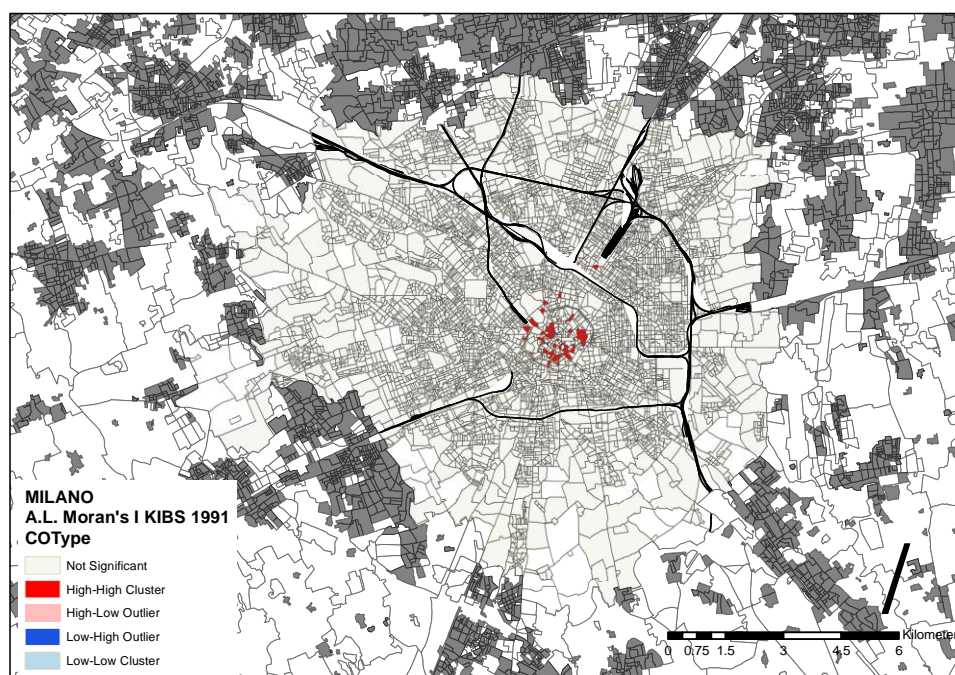 MILANO
A.L. Moran's I KIBS 1991
COType
Not Significant
High-High Cluster
High-Low Outlier
Low-High Outlier
Low-Low Cluster
Kilometer
0 0.75 1.5 3 4.5 6